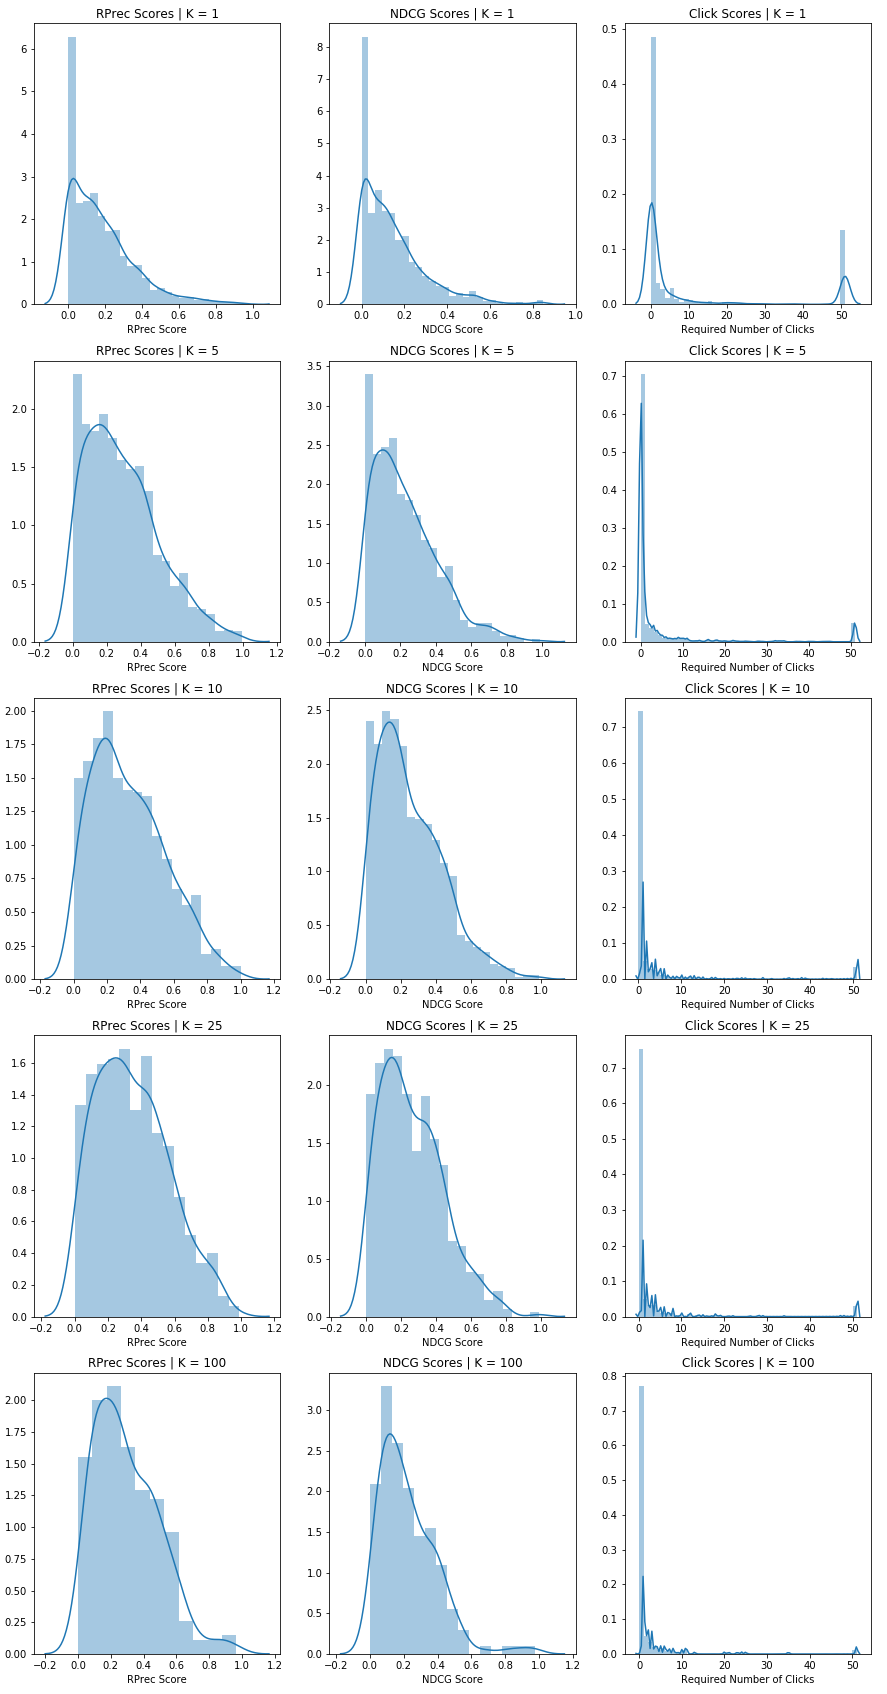 RPrec Scores | K = 1
NDCG Scores | K = 1
Click Scores | K = 1
6
5
4
3
2
1
0
0.0 0.2 0.4 0.6 0.8 1.0
RPrec Score
8
7
6
5
4
3
2
1
0
0.0 0.2 0.4 0.6 0.8 1.0
NDCG Score
0.5
0.4
0.3
0.2
0.1
0.0
0 10 20 30 40 50
Required Number of Clicks
RPrec Scores | K = 5
NDCG Scores | K = 5
Click Scores | K = 5
2.0
1.5
1.0
0.5
0.0
−0.2 0.0 0.2 0.4 0.6 0.8 1.0 1.2
RPrec Score
3.5
3.0
2.5
2.0
1.5
1.0
0.5
0.0
−0.2 0.0 0.2 0.4 0.6 0.8 1.0 1.2
NDCG Score
0.7
0.6
0.5
0.4
0.3
0.2
0.1
0.0
0 10 20 30 40 50
Required Number of Clicks
RPrec Scores | K = 10
NDCG Scores | K = 10
Click Scores | K = 10
2.00
1.75
1.50
1.25
1.00
0.75
0.50
0.25
0.00
−0.2 0.0 0.2 0.4 0.6 0.8 1.0 1.2
RPrec Score
2.5
2.0
1.5
1.0
0.5
0.0
−0.2 0.0 0.2 0.4 0.6 0.8 1.0
NDCG Score
0.7
0.6
0.5
0.4
0.3
0.2
0.1
0.0
0 10 20 30 40 50
Required Number of Clicks
RPrec Scores | K = 25
NDCG Scores | K = 25
Click Scores | K = 25
1.6
1.4
1.2
1.0
0.8
0.6
0.4
0.2
0.0
−0.2 0.0 0.2 0.4 0.6 0.8 1.0 1.2
RPrec Score
2.0
1.5
1.0
0.5
0.0
−0.2 0.0 0.2 0.4 0.6 0.8 1.0
NDCG Score
0.7
0.6
0.5
0.4
0.3
0.2
0.1
0.0
0 10 20 30 40 50
Required Number of Clicks
RPrec Scores | K = 100
NDCG Scores | K = 100
Click Scores | K = 100
2.00
1.75
1.50
1.25
1.00
0.75
0.50
0.25
0.00
−0.2 0.0 0.2 0.4 0.6 0.8 1.0 1.2
RPrec Score
3.0
2.5
2.0
1.5
1.0
0.5
0.0
−0.2 0.0 0.2 0.4 0.6 0.8 1.0 1.2
NDCG Score
0.8
0.7
0.6
0.5
0.4
0.3
0.2
0.1
0.0
0 10 20 30 40 50
Required Number of Clicks